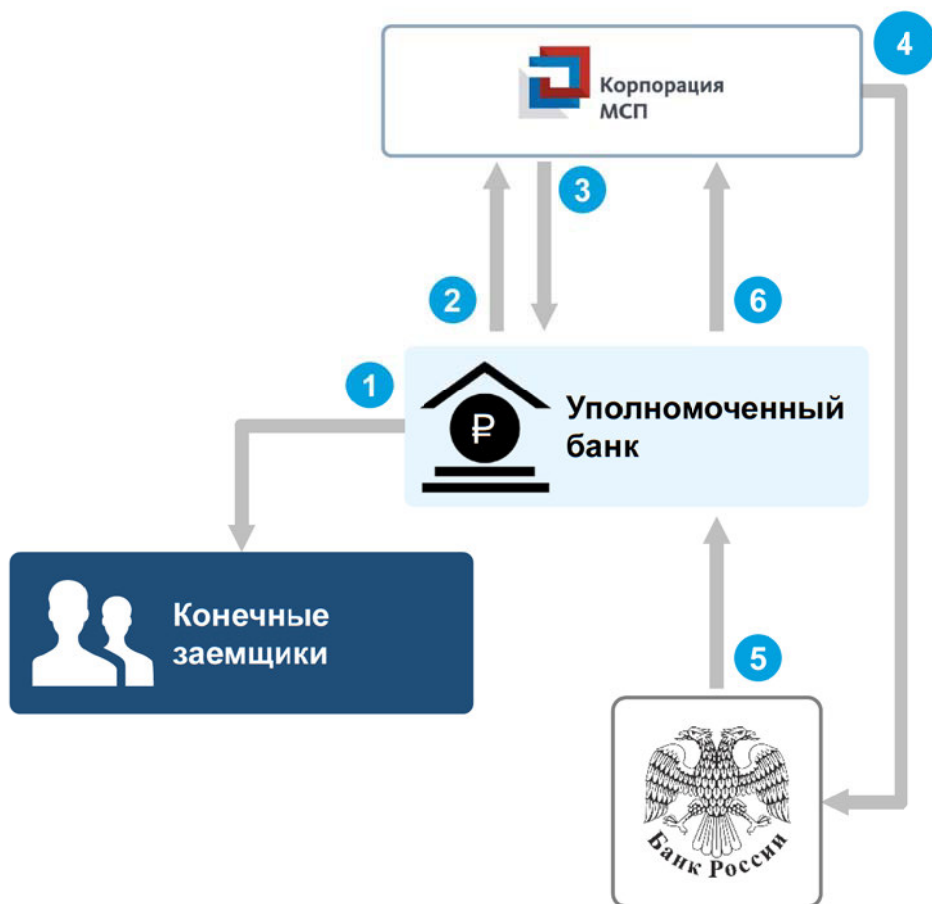 4
Корпорация
МСП
3
2
6
1
₽
Уполномоченный
банк
Конечные
заемщики
5
Банк России